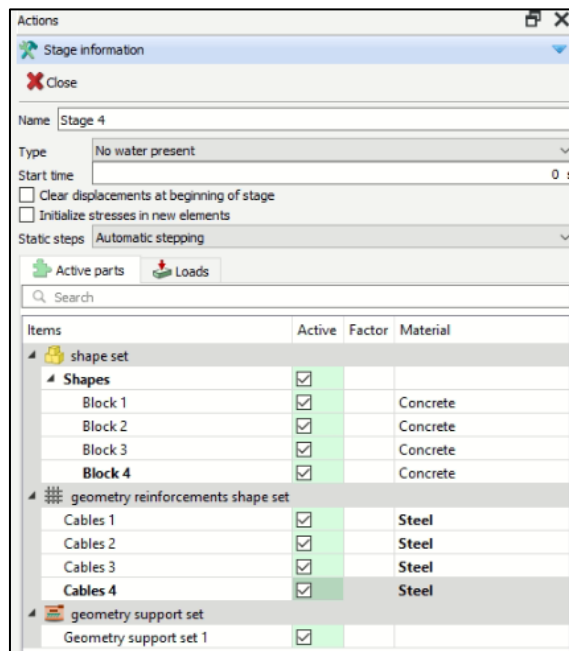 Actions
Stage information
Close
Name Stage 4
Type No water present
Start time 0 s
Clear displacements at beginning of stage
Initialize stresses in new elements
Static steps Automatic stepping
Active parts Loads
Search
Items Active Factor Material
shape set
Shapes
Block 1 Concrete
Block 2 Concrete
Block 3 Concrete
Block 4 Concrete
geometry reinforcements shape set
Cables 1 Steel
Cables 2 Steel
Cables 3 Steel
Cables 4 Steel
geometry support set
Geometry support set 1